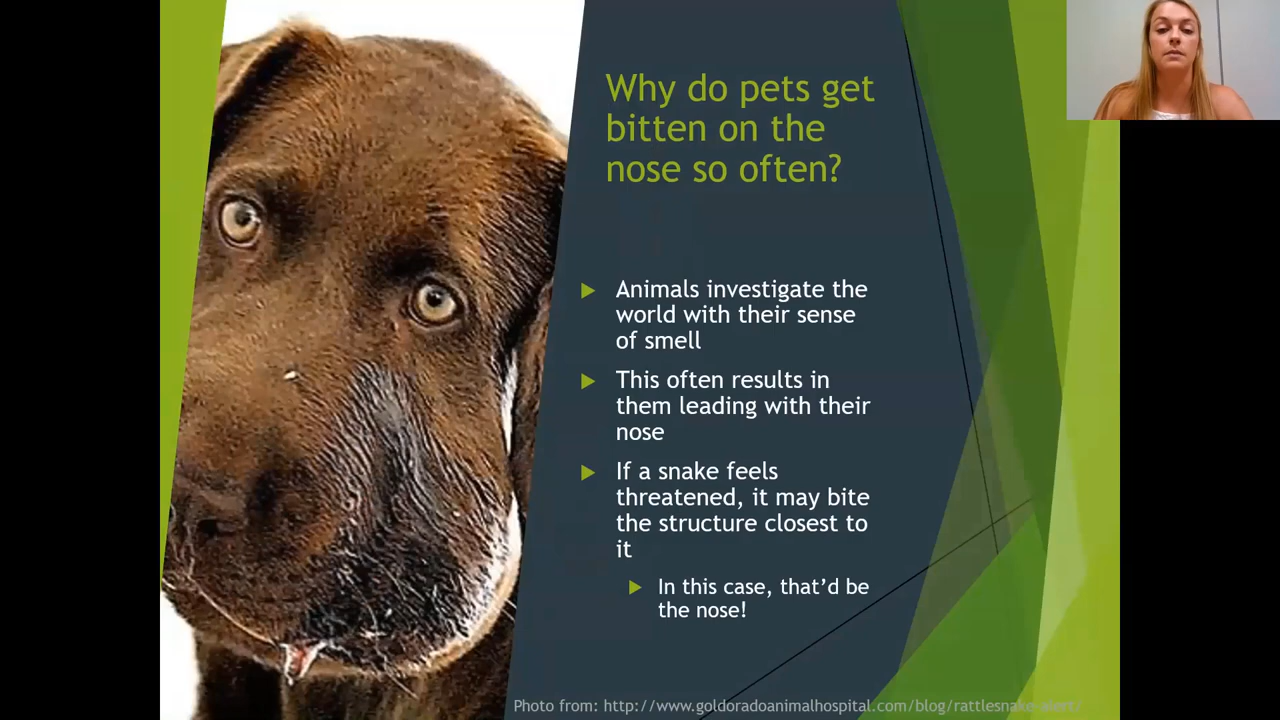 Why do pets get
bitten on the
nose so often?
Animals investigate the
world with their sense
of smell
This often results in
them leading with their
nose
If a snake feels
threatened, it may bite
the structure closest to
it
In this case, that'd be
the nose!
Photo from: http://www.goldoradoanimalhospital.com/blog/rattlesnake-alert/